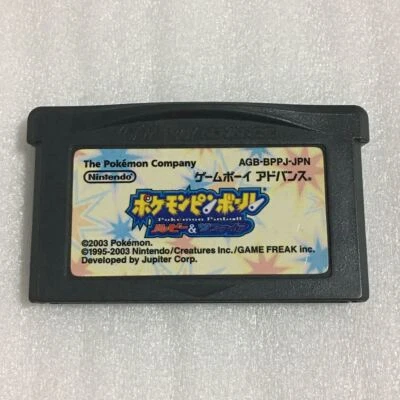 The Pokémon Company
AGB-BPPJ-JPN
Nintendo
ゲームボーイ アドバンス®
ポケモンピンボール
Pokémon Pinball
ルビー&サファイア
©2003 Pokémon.
©1995-2003 Nintendo/Creatures Inc./GAME FREAK inc.
Developed by Jupiter Corp.